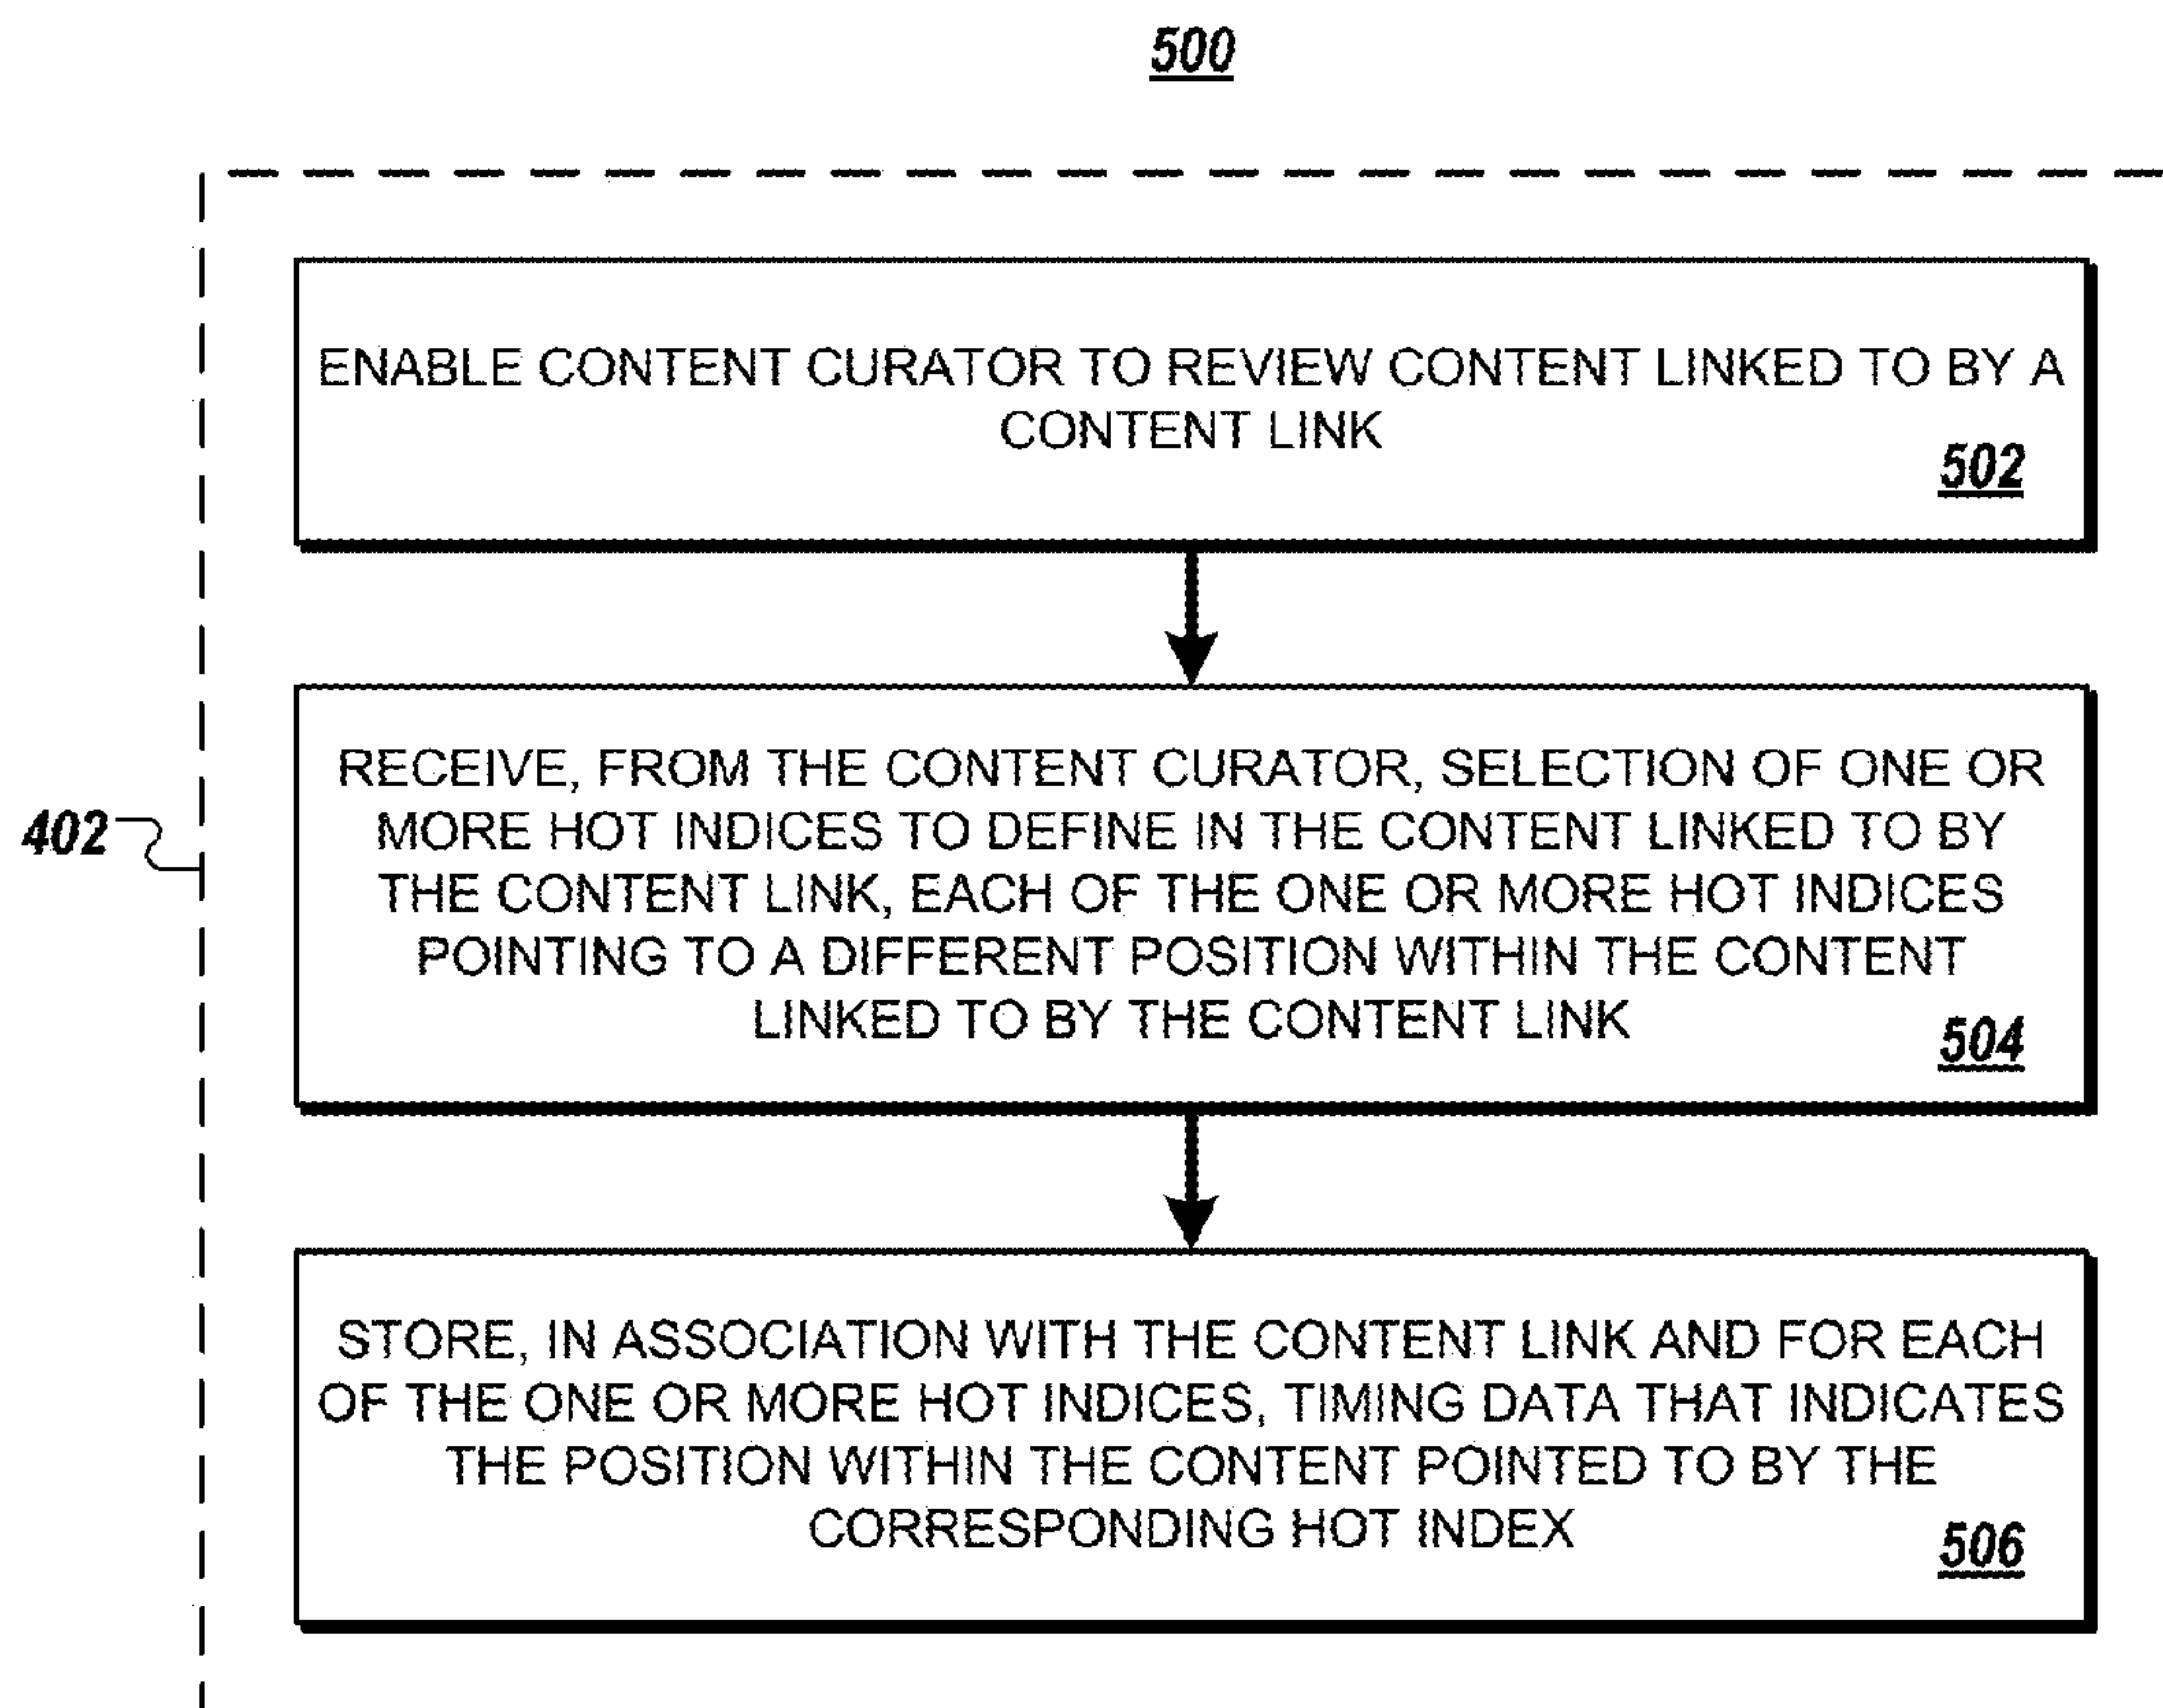 500
ENABLE CONTENT CURATOR TO REVIEW CONTENT LINKED TO BY A
CONTENT LINK
502
RECEIVE, FROM THE CONTENT CURATOR, SELECTION OF ONE OR
MORE HOT INDICES TO DEFINE IN THE CONTENT LINKED TO BY
THE CONTENT LINK, EACH OF THE ONE OR MORE HOT INDICES
POINTING TO A DIFFERENT POSITION WITHIN THE CONTENT
LINKED TO BY THE CONTENT LINK
504
402
STORE, IN ASSOCIATION WITH THE CONTENT LINK AND FOR EACH
OF THE ONE OR MORE HOT INDICES, TIMING DATA THAT INDICATES
THE POSITION WITHIN THE CONTENT POINTED TO BY THE
CORRESPONDING HOT INDEX
506